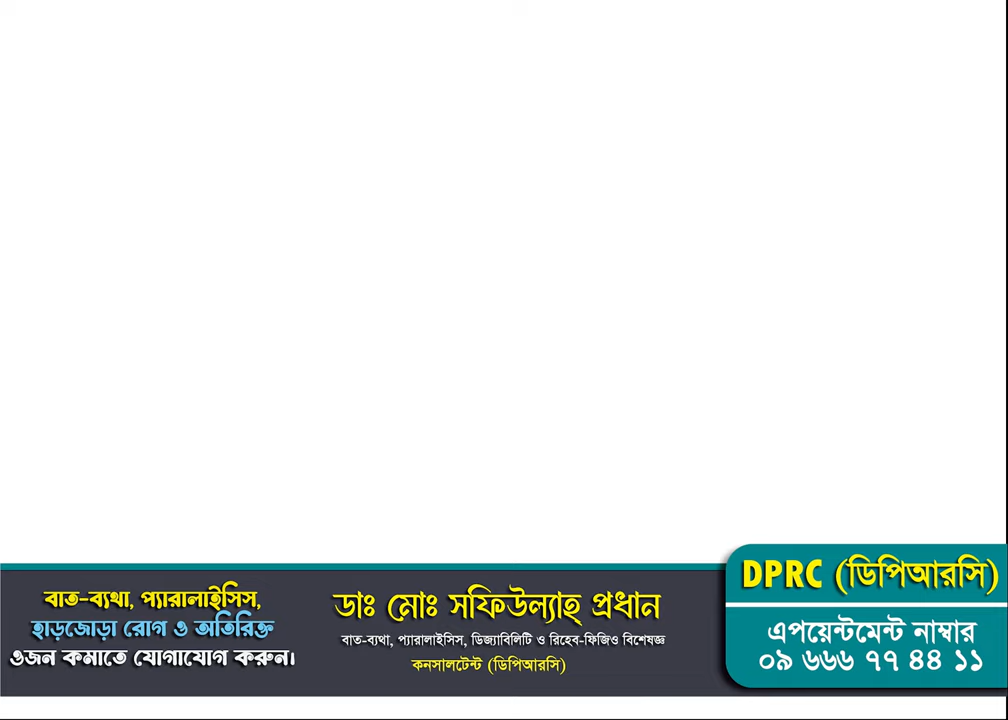 বাত-ব্যথা, প্যারালাইসিস,
হাড়জোড়া রোগ ও অতিরিক্ত
ওজন কমাতে যোগাযোগ করুন।
ডাঃ মোঃ সফিউল্যাহ্ প্রধান
বাত-ব্যথা, প্যারালাইসিস, ডিজ্যাবিলিটি ও রিহেব-ফিজিও বিশেষজ্ঞ
কনসালটেন্ট (ডিপিআরসি)
DPRC (ডিপিআরসি)
এপয়েন্টমেন্ট নাম্বার
০৯ ৬৬৬ ৭৭ ৪৪ ১১